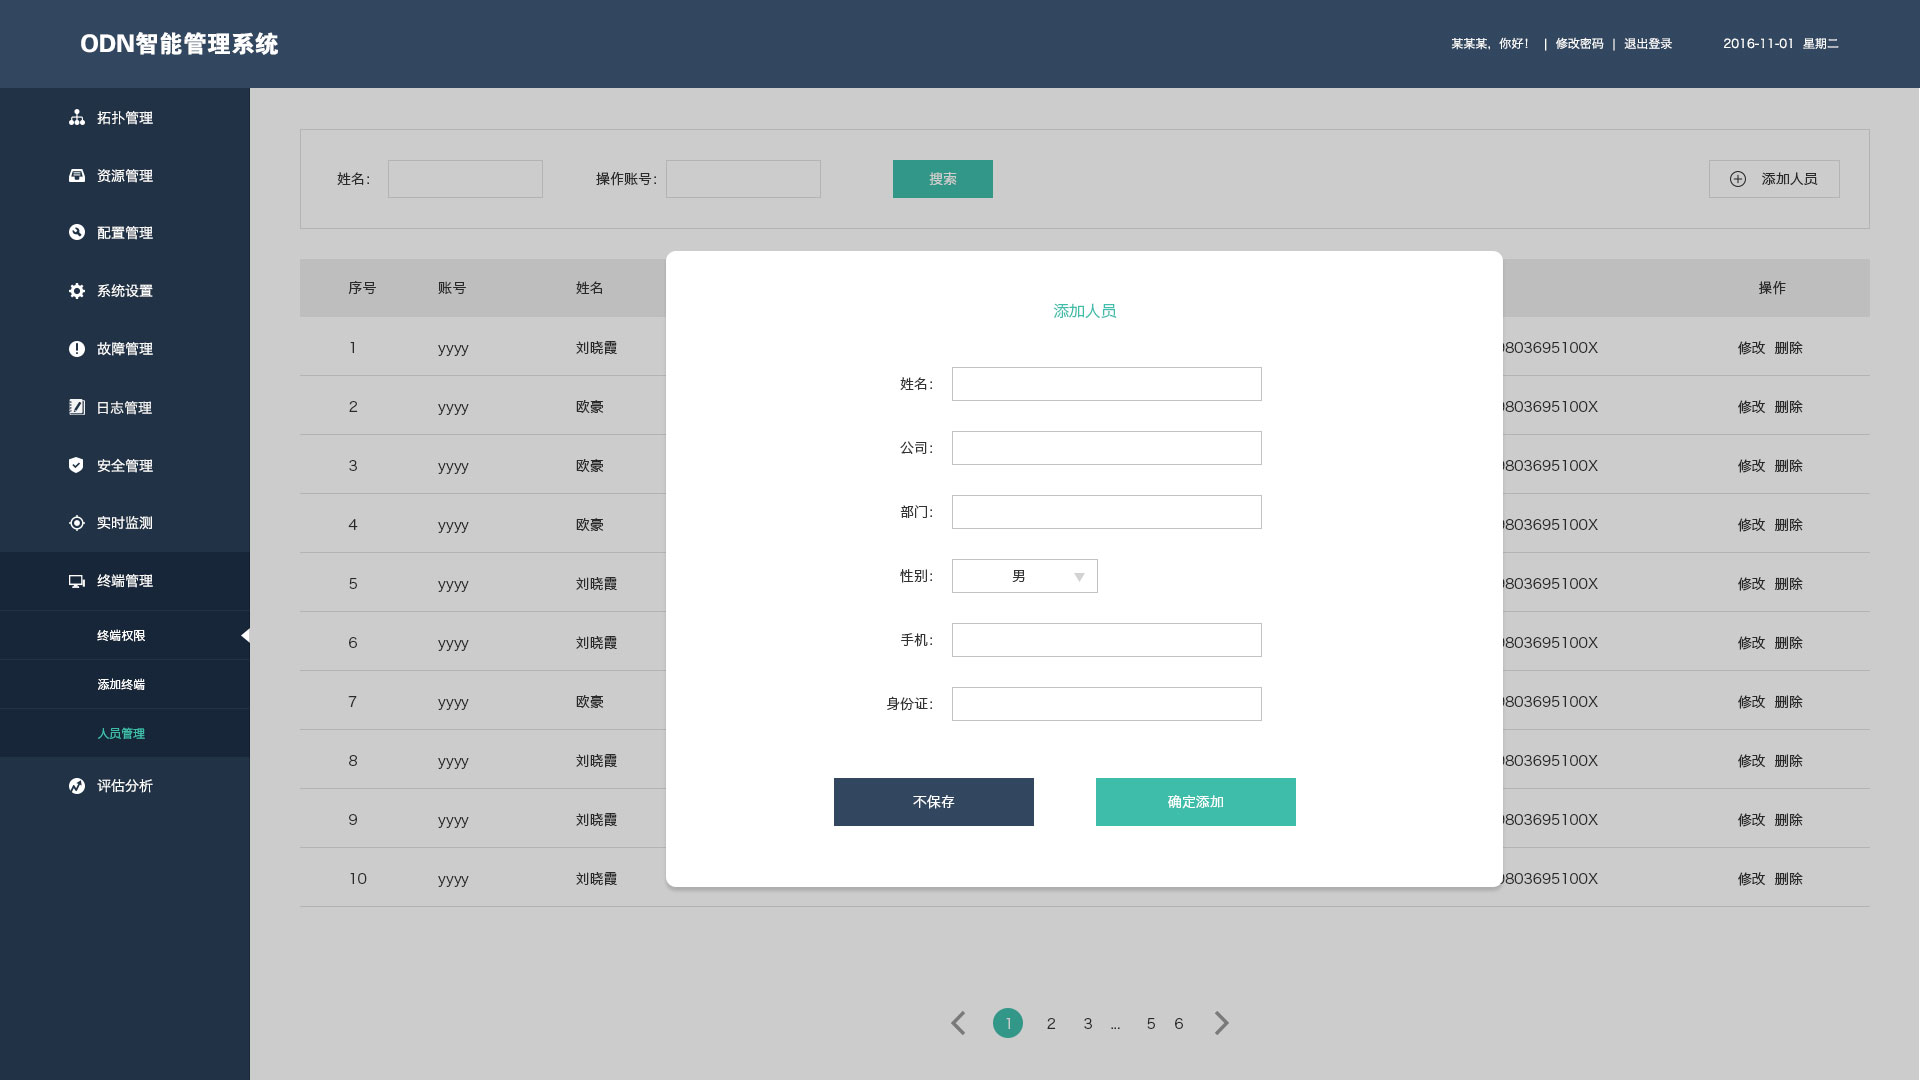 ODN智能管理系统
某某某，你好！ | 修改密码 | 退出登录 2016-11-01 星期二
拓扑管理
资源管理
配置管理
系统设置
故障管理
日志管理
安全管理
实时监测
终端管理
终端权限
添加终端
人员管理
评估分析
姓名： 操作账号： 搜索 添加人员
序号 账号 姓名 操作
1 yyyy 刘晓霞 9803695100X 修改 删除
2 yyyy 欧豪 9803695100X 修改 删除
3 yyyy 欧豪 9803695100X 修改 删除
4 yyyy 欧豪 9803695100X 修改 删除
5 yyyy 刘晓霞 9803695100X 修改 删除
6 yyyy 刘晓霞 9803695100X 修改 删除
7 yyyy 欧豪 9803695100X 修改 删除
8 yyyy 刘晓霞 9803695100X 修改 删除
9 yyyy 刘晓霞 9803695100X 修改 删除
10 yyyy 刘晓霞 9803695100X 修改 删除
添加人员
姓名：
公司：
部门：
性别： 男
手机：
身份证：
不保存 确定添加
1 2 3 ... 5 6